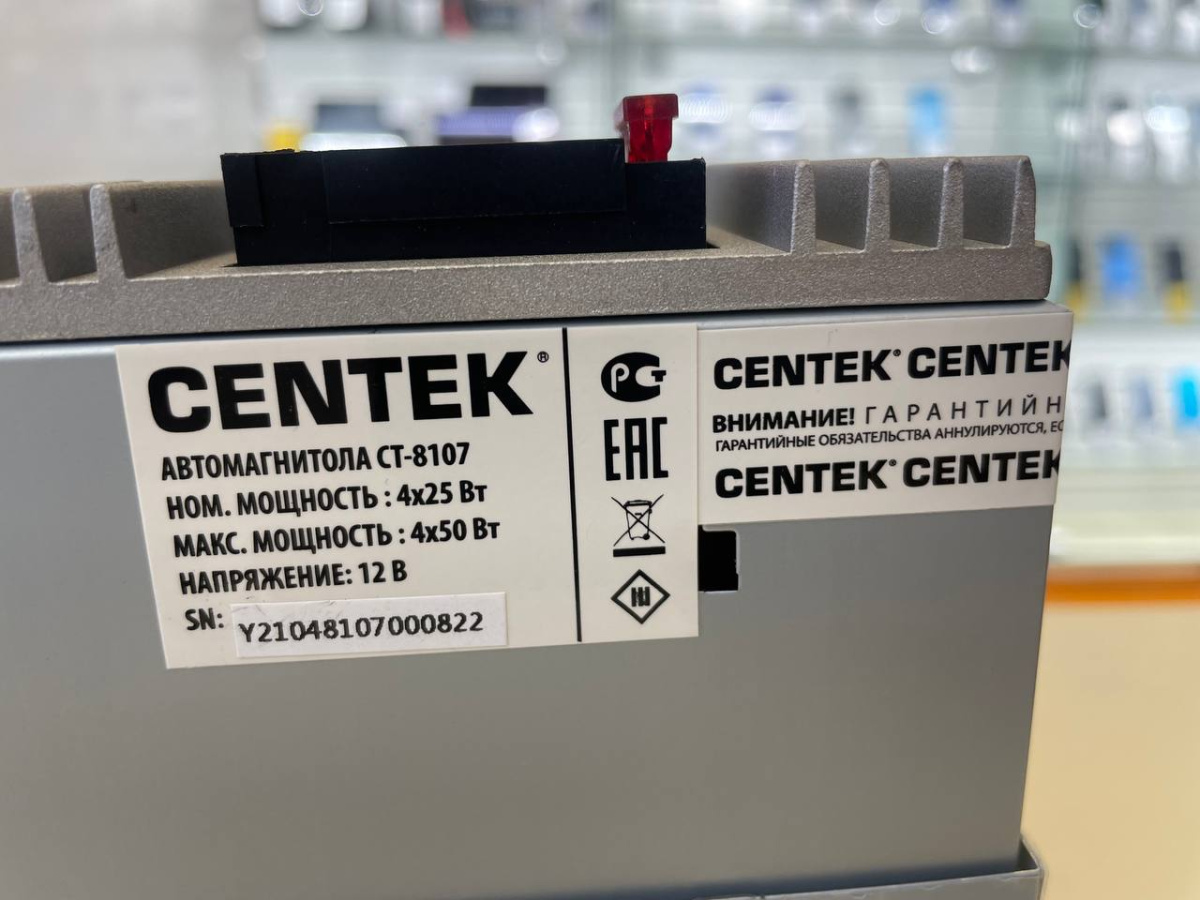 CENTEK®
АВТОМАГНИТОЛА CT-8107
НОМ. МОЩНОСТЬ : 4x25 Вт
МАКС. МОЩНОСТЬ : 4x50 Вт
НАПРЯЖЕНИЕ: 12 В
SN: Y21048107000822
РСТ
EAC
CENTEK® CENTEK
ВНИМАНИЕ! ГАРАНТИЙН
ГАРАНТИЙНЫЕ ОБЯЗАТЕЛЬСТВА АННУЛИРУЮТСЯ, ЕС
CENTEK® CENTEK